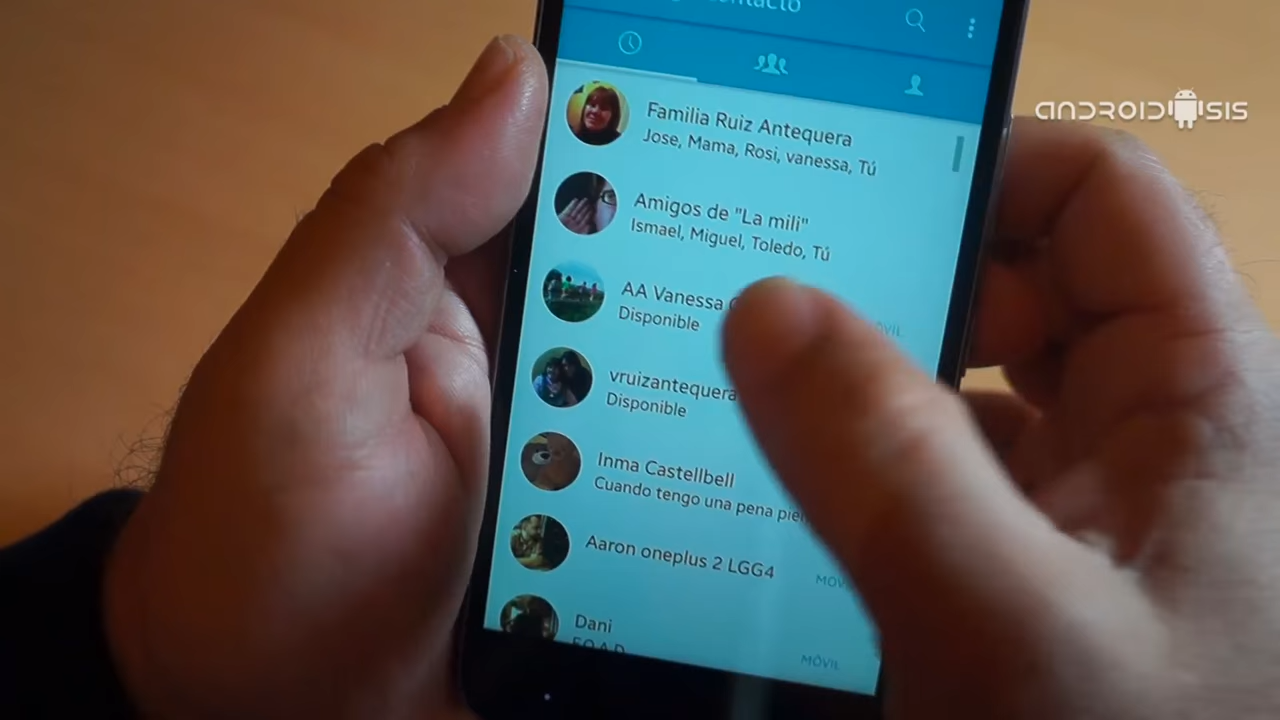 ANDROIDSIS
Familia Ruiz Antequera
Jose, Mama, Rosi, vanessa, Tú
Amigos de "La mili"
Ismael, Miguel, Toledo, Tú
AA Vanessa
Disponible
vruizantequera
Disponible
Inma Castellbell
Cuando tengo una pena
Aaron oneplus 2 LGG4
Dani
MÓVIL